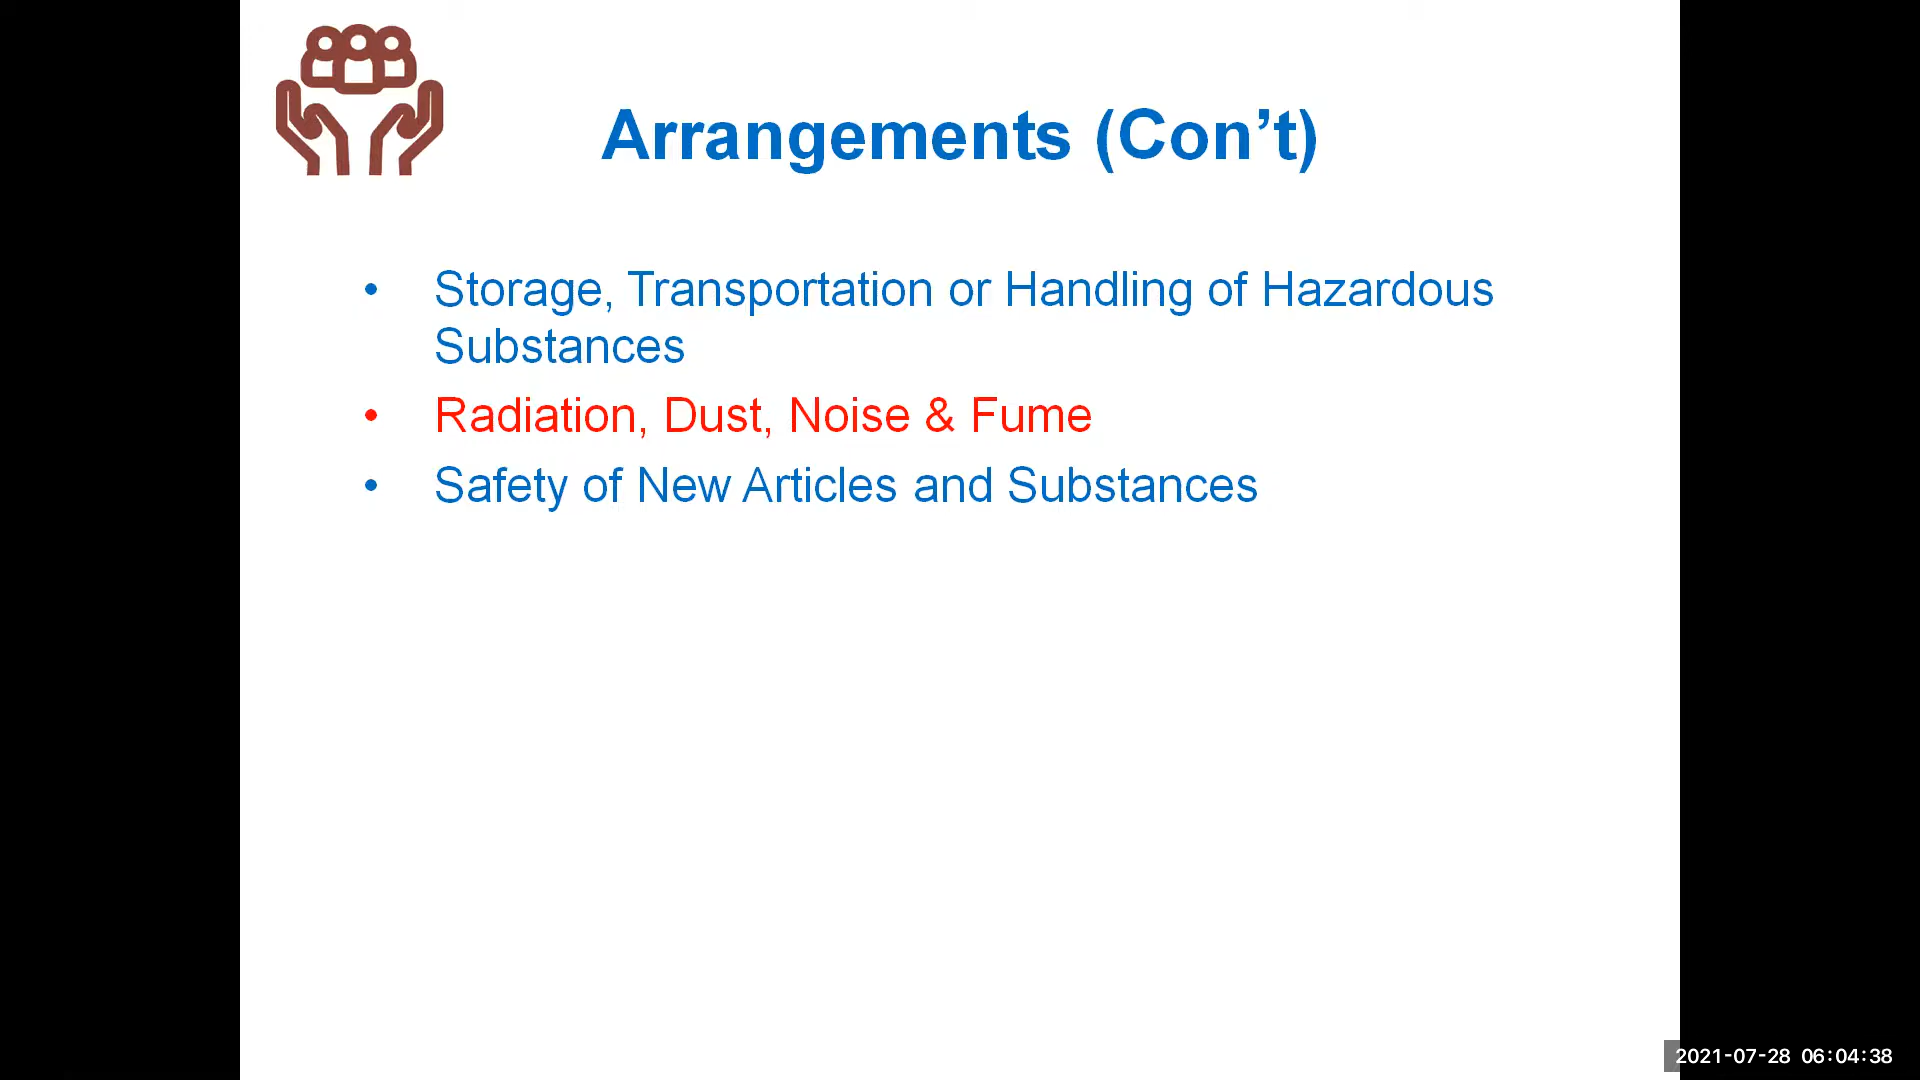 Arrangements (Con’t)
• Storage, Transportation or Handling of Hazardous
Substances
• Radiation, Dust, Noise & Fume
• Safety of New Articles and Substances
2021-07-28 06:04:38